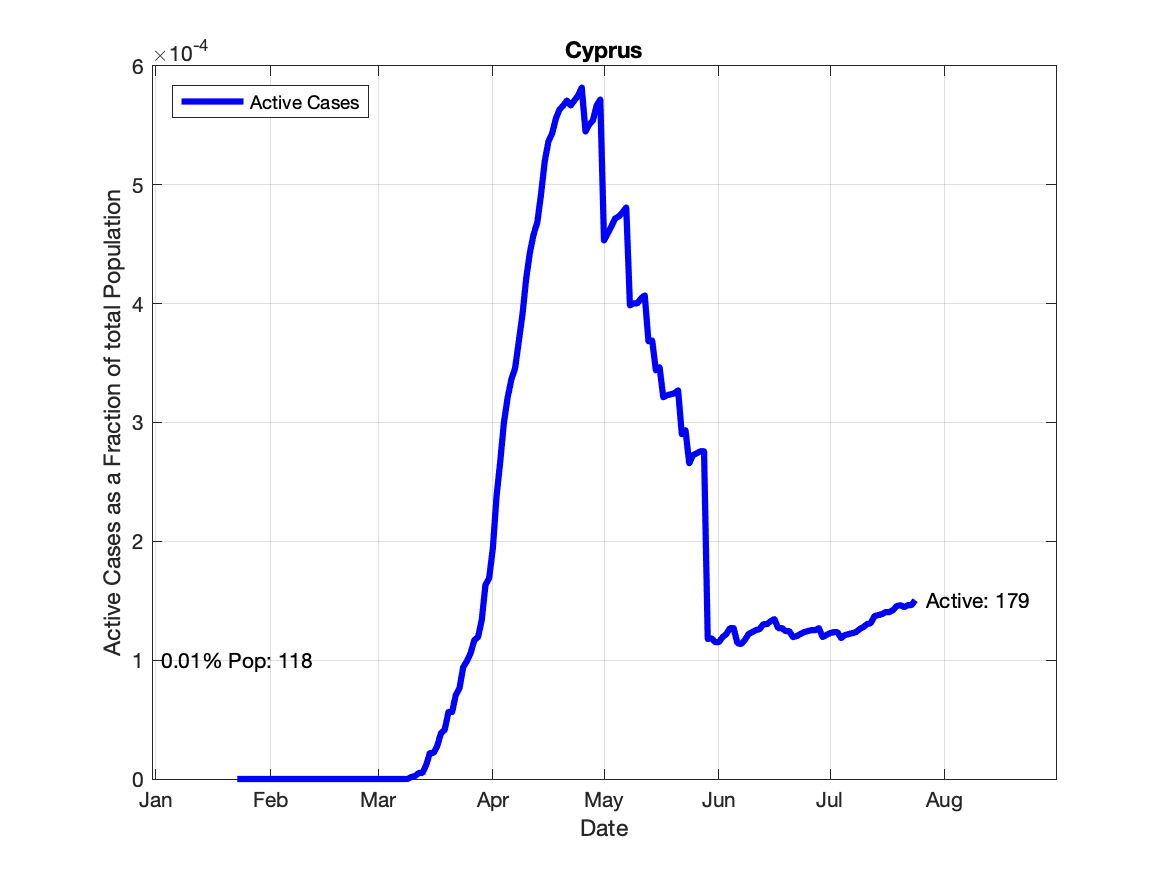 Cyprus
×10-4
Active Cases
6
5
4
3
2
1
0
Active Cases as a Fraction of total Population
0.01% Pop: 118
Active: 179
Jan Feb Mar Apr May Jun Jul Aug
Date